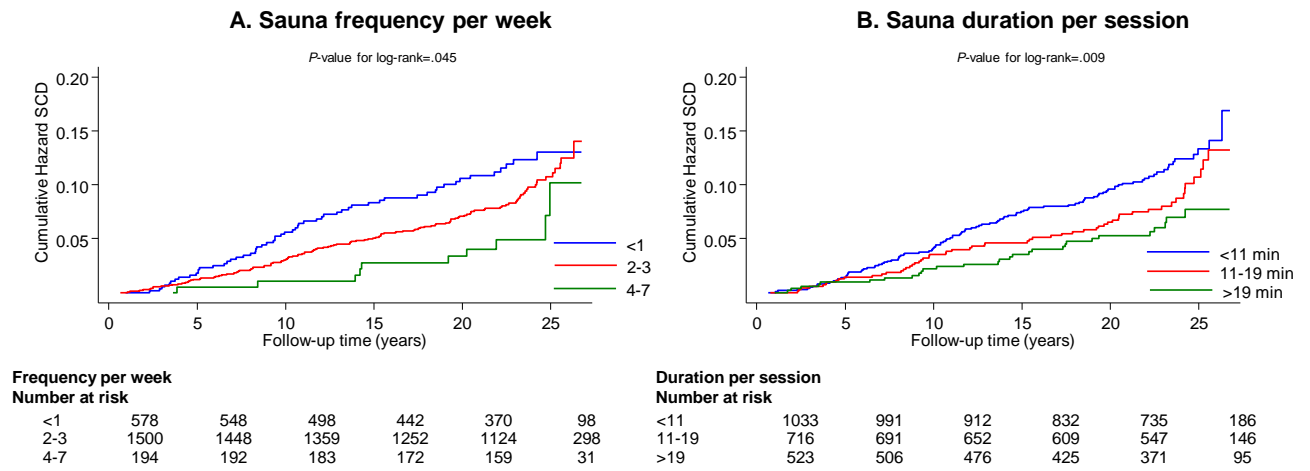 A. Sauna frequency per week
P-value for log-rank=.045
Cumulative Hazard SCD
0.20
0.15
0.10
0.05
<1
2-3
4-7
0 5 10 15 20 25
Follow-up time (years)
Frequency per week
Number at risk
<1 578 548 498 442 370 98
2-3 1500 1448 1359 1252 1124 298
4-7 194 192 183 172 159 31
B. Sauna duration per session
P-value for log-rank=.009
Cumulative Hazard SCD
0.20
0.15
0.10
0.05
<11 min
11-19 min
>19 min
0 5 10 15 20 25
Follow-up time (years)
Duration per session
Number at risk
<11 1033 991 912 832 735 186
11-19 716 691 652 609 547 146
>19 523 506 476 425 371 95